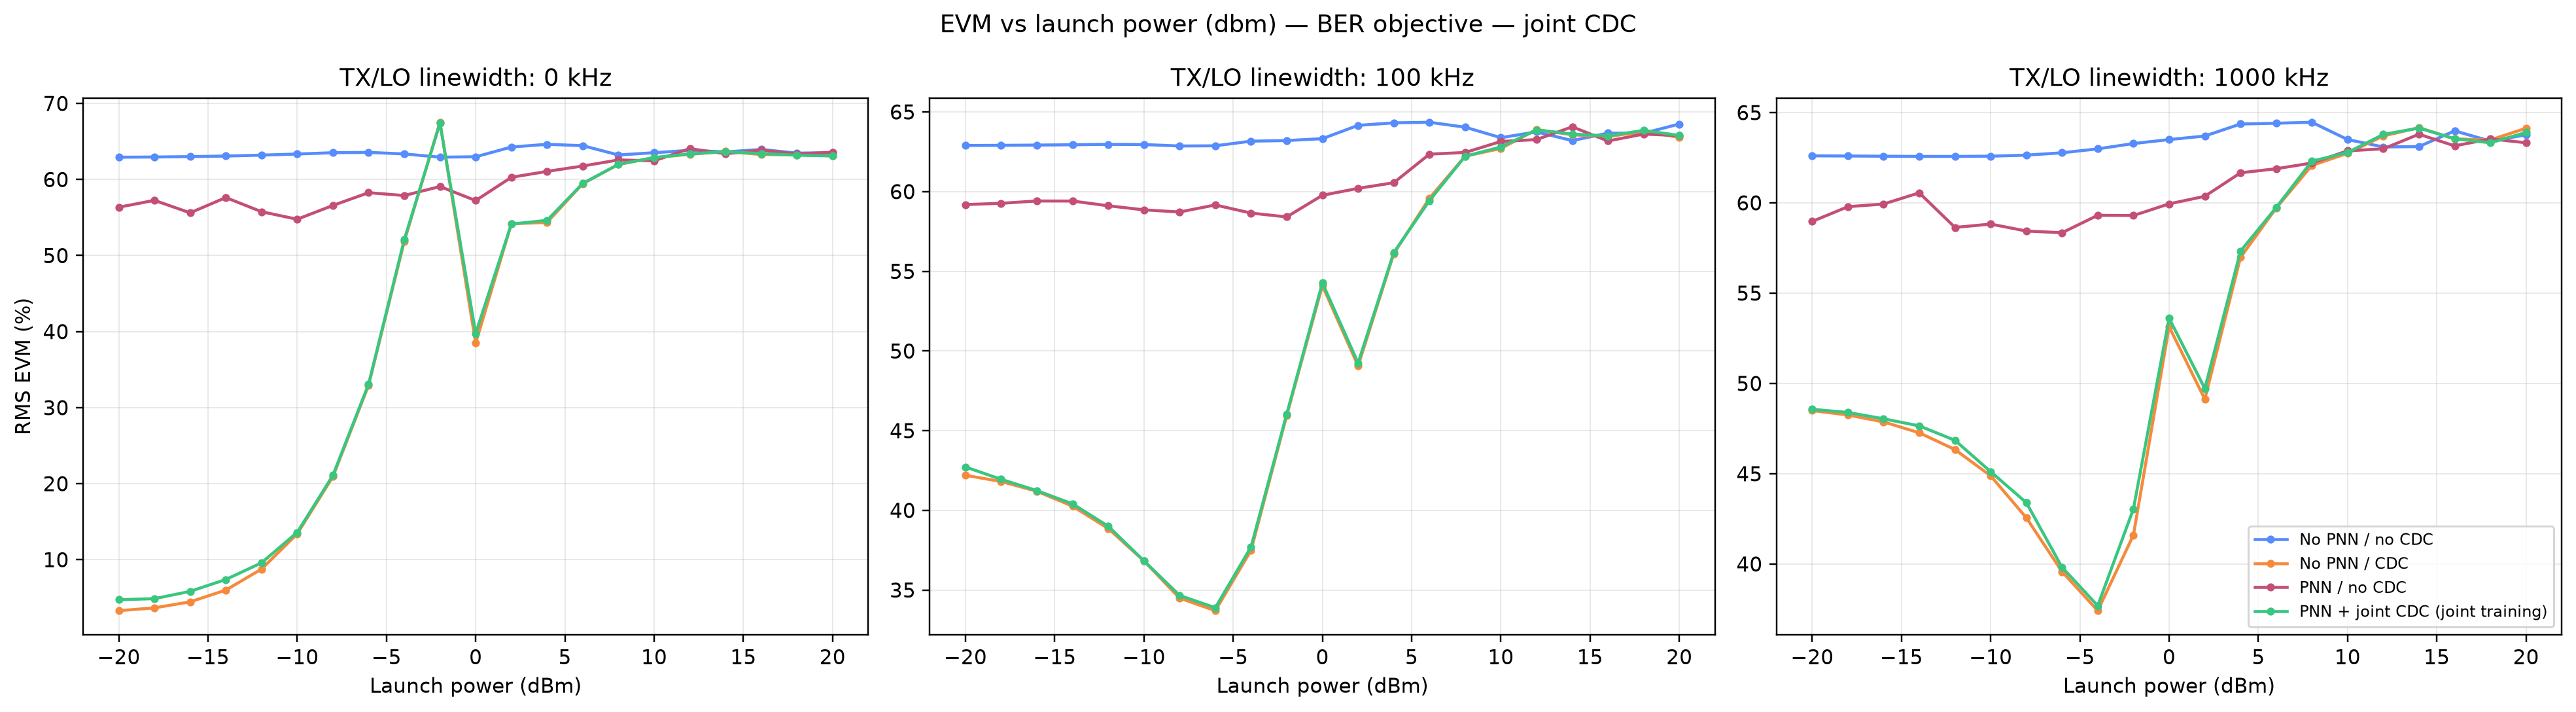 EVM vs launch power (dbm) — BER objective — joint CDC
TX/LO linewidth: 0 kHz
RMS EVM (%)
70
60
50
40
30
20
10
−20 −15 −10 −5 0 5 10 15 20
Launch power (dBm)
TX/LO linewidth: 100 kHz
65
60
55
50
45
40
35
−20 −15 −10 −5 0 5 10 15 20
Launch power (dBm)
TX/LO linewidth: 1000 kHz
65
60
55
50
45
40
No PNN / no CDC
No PNN / CDC
PNN / no CDC
PNN + joint CDC (joint training)
−20 −15 −10 −5 0 5 10 15 20
Launch power (dBm)